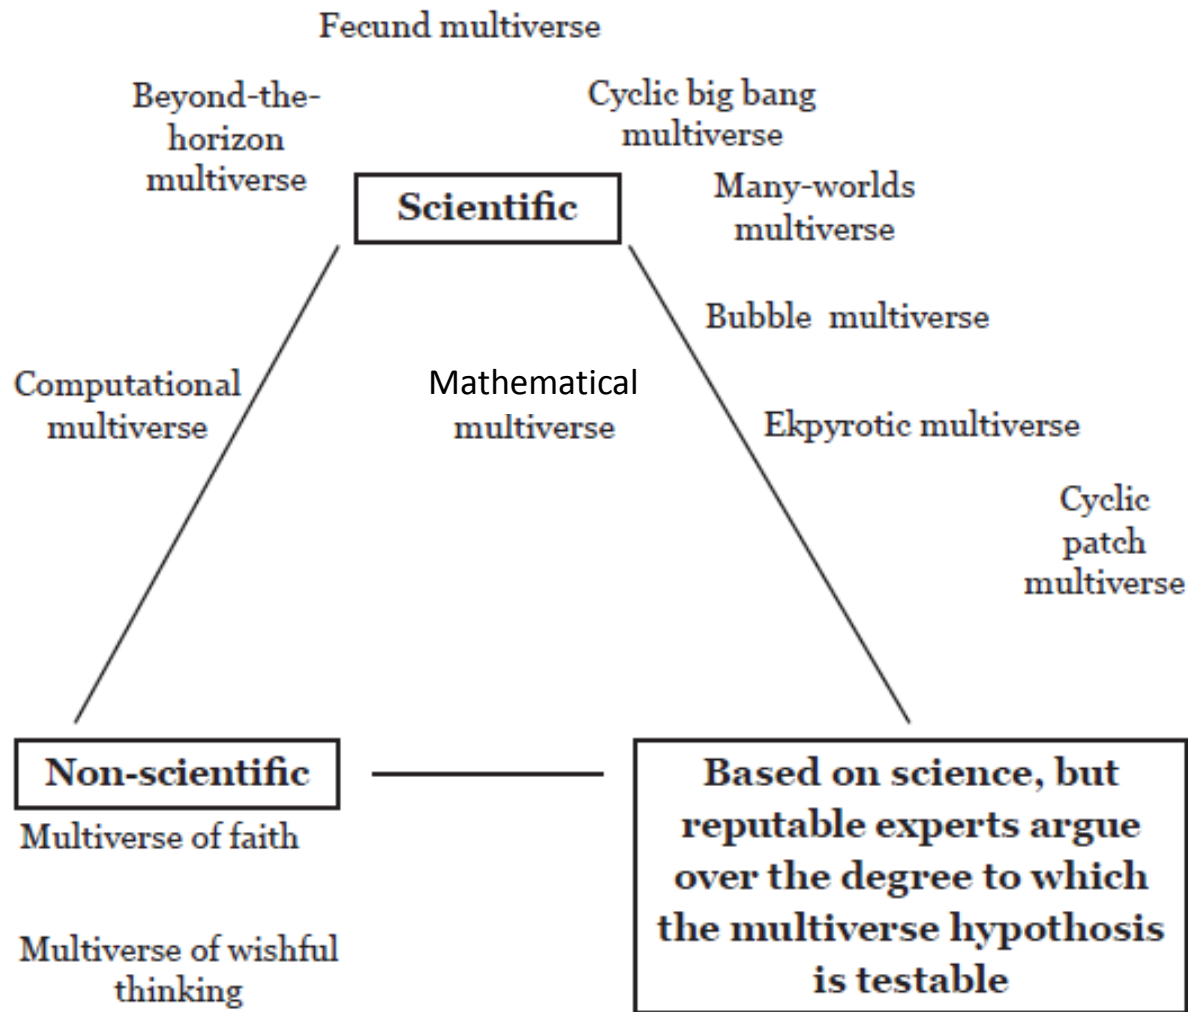 Fecund multiverse
Beyond-the-
horizon
multiverse
Cyclic big bang
multiverse
Scientific
Many-worlds
multiverse
Bubble multiverse
Computational
multiverse
Mathematical
multiverse
Ekpyrotic multiverse
Cyclic
patch
multiverse
Non-scientific
Multiverse of faith
Multiverse of wishful
thinking
Based on science, but
reputable experts argue
over the degree to which
the multiverse hypothesis
is testable